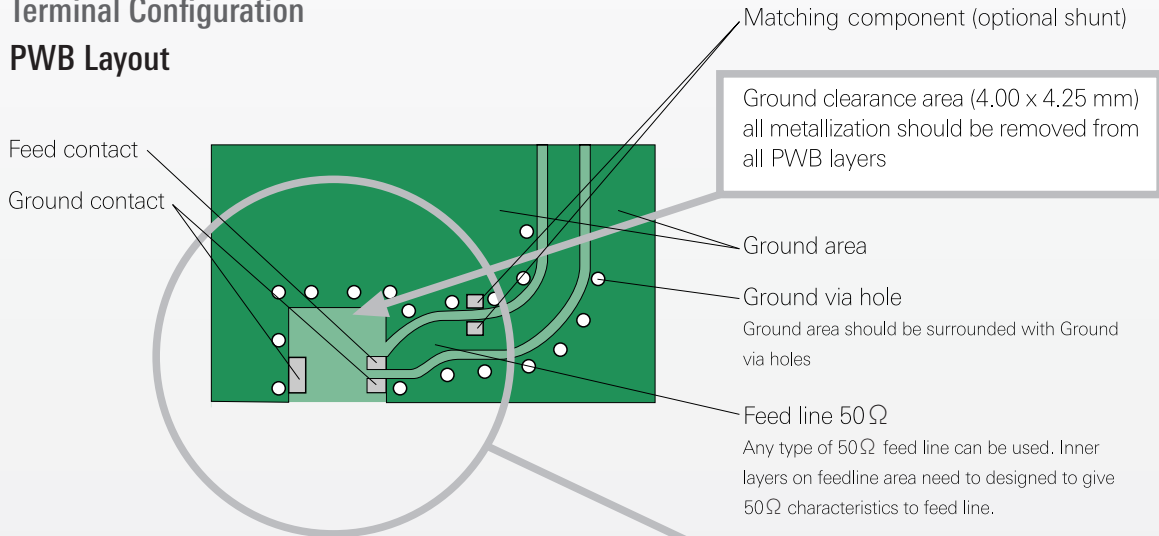 Terminal Configuration
PWB Layout
Matching component (optional shunt)
Ground clearance area (4.00 x 4.25 mm)
all metallization should be removed from
all PWB layers
Feed contact
Ground contact
Ground area
Ground via hole
Ground area should be surrounded with Ground
via holes
Feed line 50Ω
Any type of 50Ω feed line can be used. Inner
layers on feedline area need to designed to give
50Ω characteristics to feed line.